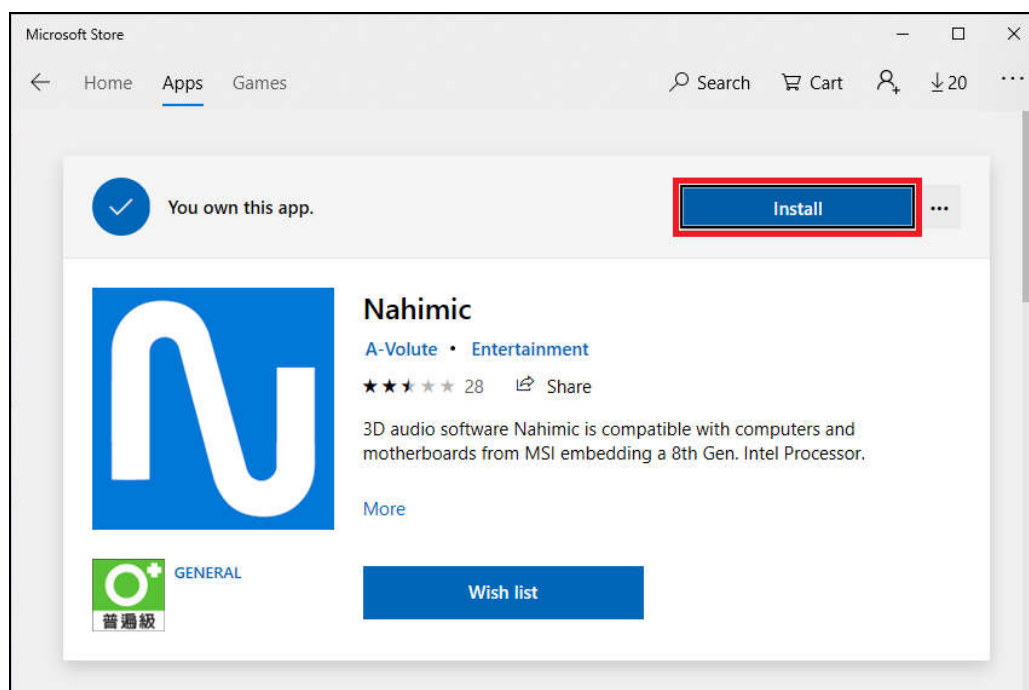 Microsoft Store
Home Apps Games Search Cart 20
You own this app. Install
Nahimic
A-Volute • Entertainment
28 Share
3D audio software Nahimic is compatible with computers and
motherboards from MSI embedding a 8th Gen. Intel Processor.
More
GENERAL
普遍級
Wish list